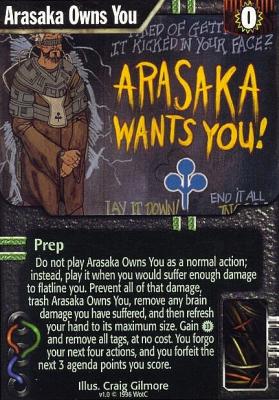 Arasaka Owns You
0
TIRED OF GETT
IT KICKED IN YOUR FACE?
ARASAKA
WANTS YOU!
LAY IT DOWN!
END IT ALL
Prep
Do not play Arasaka Owns You as a normal action;
instead, play it when you would suffer enough damage
to flatline you. Prevent all of that damage,
trash Arasaka Owns You, remove any brain
damage you have suffered, and then refresh
your hand to its maximum size. Gain
and remove all tags, at no cost. You forgo
your next four actions, and you forfeit the
next 3 agenda points you score.
Illus. Craig Gilmore
v1.0 © 1996 WotC